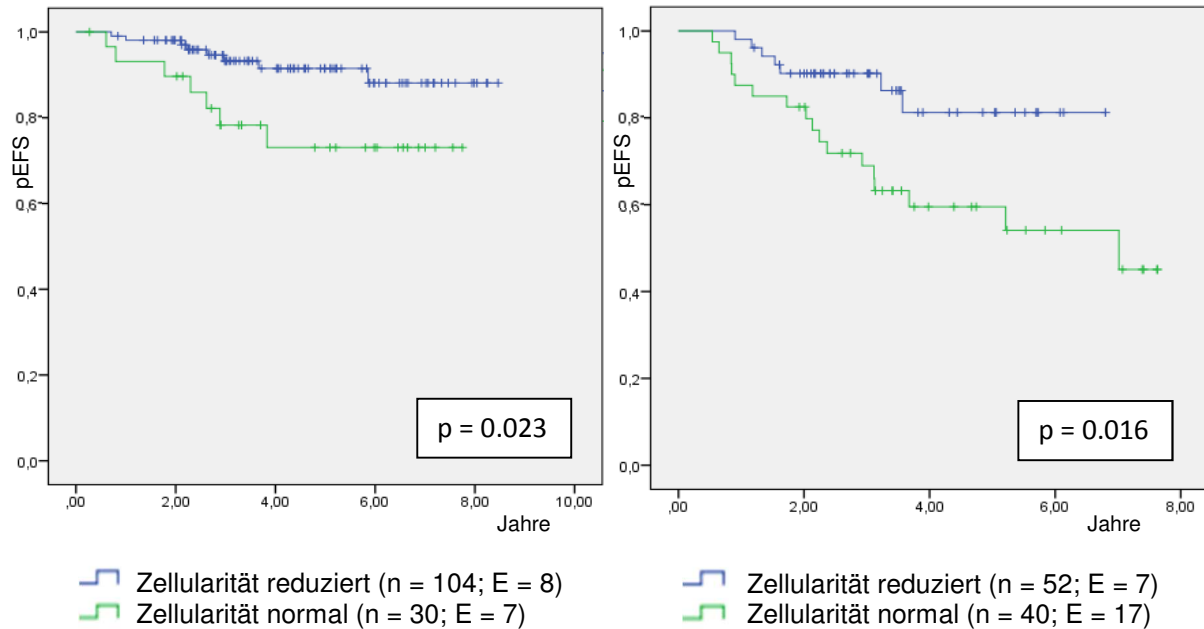 1,0
0,8
0,6
0,4
0,2
0,0
pEFS
p = 0.023
,00 2,00 4,00 6,00 8,00 10,00
Jahre
Zellularität reduziert (n = 104; E = 8)
Zellularität normal (n = 30; E = 7)
1,0
0,8
0,6
0,4
0,2
0,0
pEFS
p = 0.016
,00 2,00 4,00 6,00 8,00
Jahre
Zellularität reduziert (n = 52; E = 7)
Zellularität normal (n = 40; E = 17)